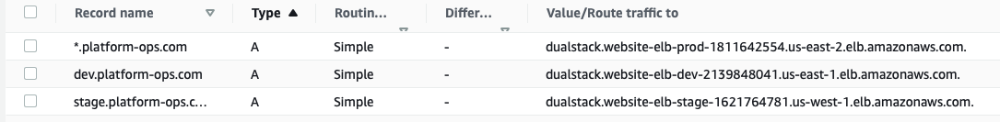 Record name Type Routin... Differ... Value/Route traffic to
*.platform-ops.com A Simple - dualstack.website-elb-prod-1811642554.us-east-2.elb.amazonaws.com.
dev.platform-ops.com A Simple - dualstack.website-elb-dev-2139848041.us-east-1.elb.amazonaws.com.
stage.platform-ops.c... A Simple - dualstack.website-elb-stage-1621764781.us-west-1.elb.amazonaws.com.